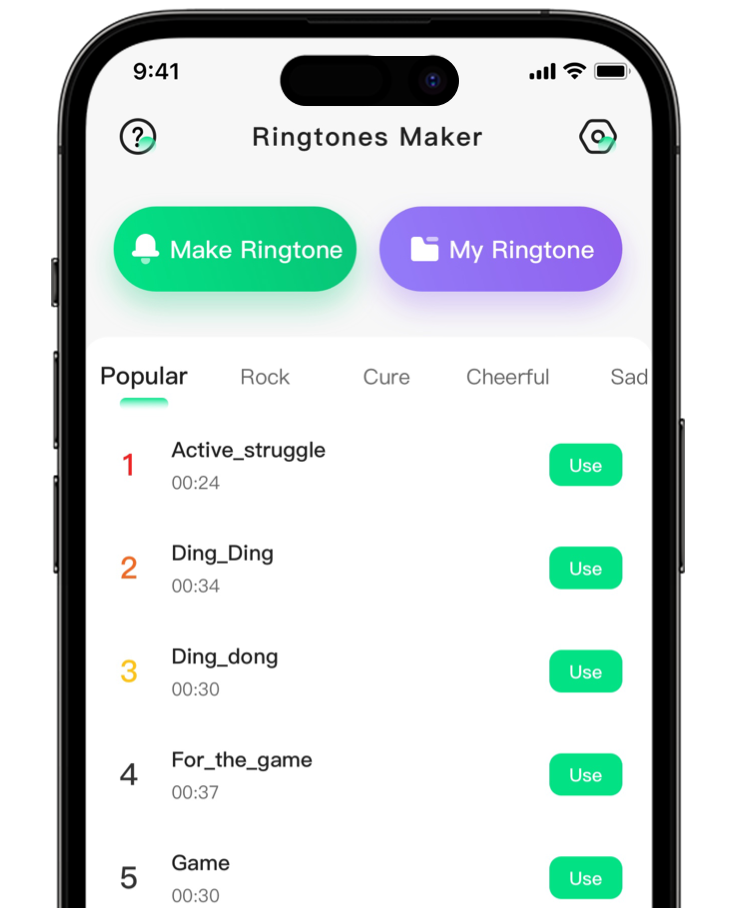 9:41
Ringtones Maker
Make Ringtone
My Ringtone
Popular Rock Cure Cheerful Sad
1
Active_struggle
00:24
Use
2
Ding_Ding
00:34
Use
3
Ding_dong
00:30
Use
4
For_the_game
00:37
Use
5
Game
00:30
Use